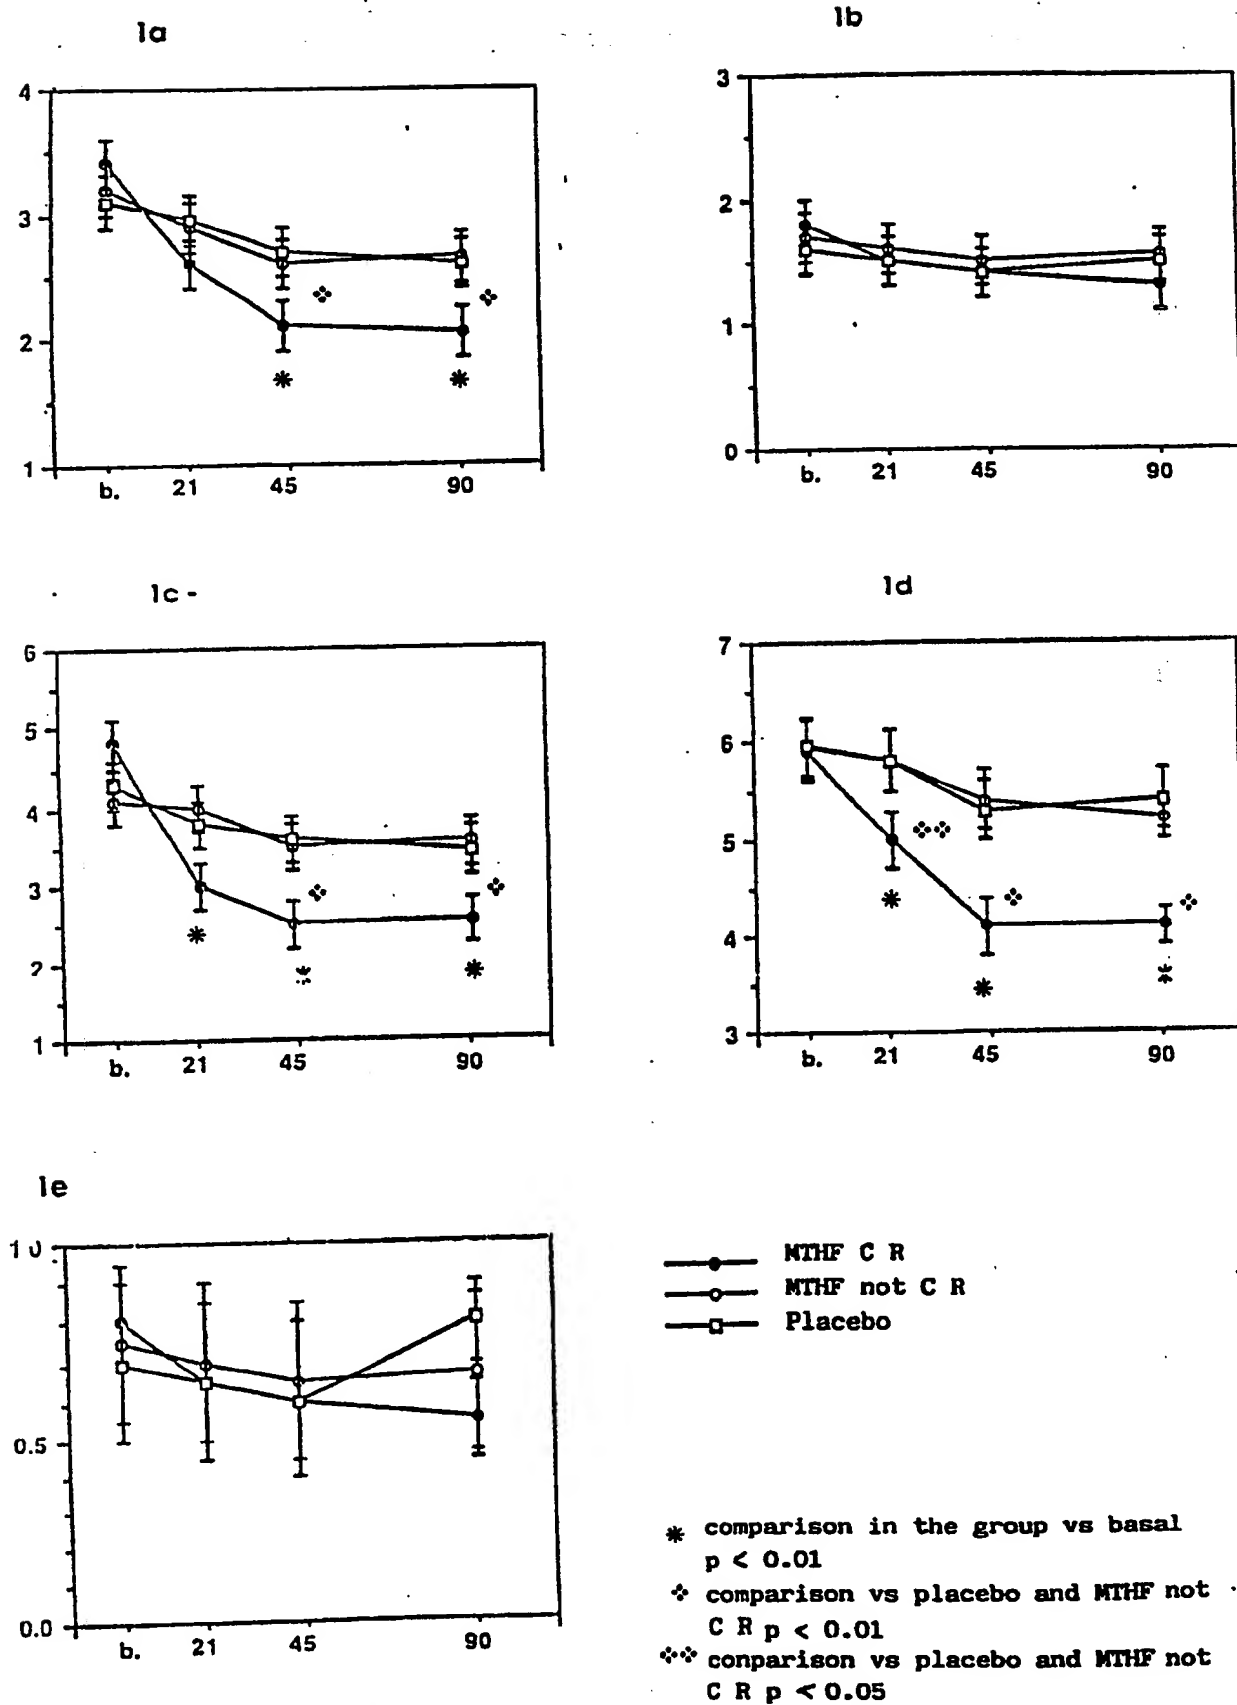 1a
4
3
2
1
b. 21 45 90
* *
1b
3
2
1
0
b. 21 45 90
1c -
6
5
4
3
2
1
b. 21 45 90
* * *
1d
7
6
5
4
3
b. 21 45 90
* * *
1e
1 0
0.5
0.0
b. 21 45 90
MTHF C R
MTHF not C R
Placebo
* comparison in the group vs basal
p < 0.01
comparison vs placebo and MTHF not
C R p < 0.01
conparison vs placebo and MTHF not
C R p < 0.05